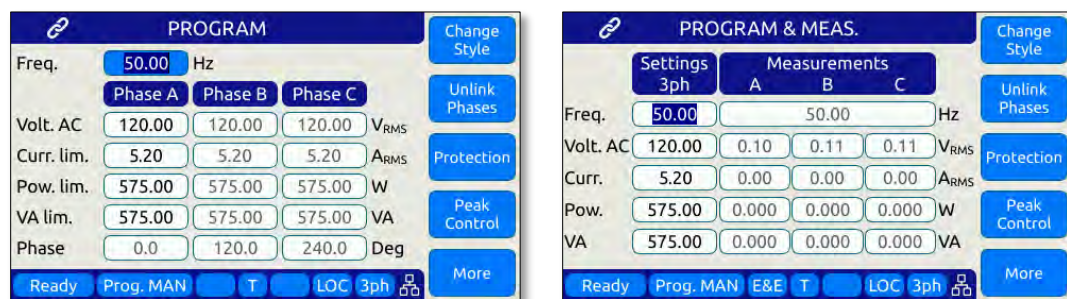 PROGRAM
Change
Style
Freq. 50.00 Hz
Unlink
Phases
Phase A Phase B Phase C
Volt. AC 120.00 120.00 120.00 VRMS
Curr. lim. 5.20 5.20 5.20 ARMS
Protection
Pow. lim. 575.00 575.00 575.00 W
VA lim. 575.00 575.00 575.00 VA
Peak
Control
Phase 0.0 120.0 240.0 Deg
More
Ready Prog. MAN T LOC 3ph
PROGRAM & MEAS.
Change
Style
Settings Measurements
3ph A B C
Unlink
Phases
Freq. 50.00 50.00 Hz
Volt. AC 120.00 0.10 0.11 0.11 VRMS
Protection
Curr. 5.20 0.00 0.00 0.00 ARMS
Pow. 575.00 0.000 0.000 0.000 W
Peak
Control
VA 575.00 0.000 0.000 0.000 VA
More
Ready Prog. MAN E&E T LOC 3ph